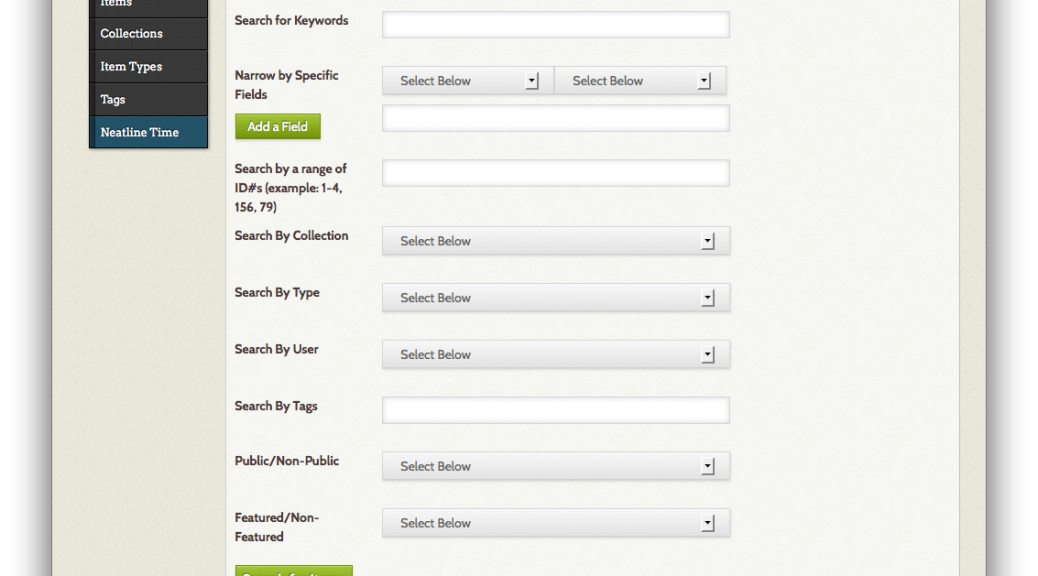 Items
Collections
Item Types
Tags
Neatline Time
Search for Keywords
Narrow by Specific
Fields
Select Below
Select Below
Add a Field
Search by a range of
ID#s (example: 1-4,
156, 79)
Search By Collection
Select Below
Search By Type
Select Below
Search By User
Select Below
Search By Tags
Public/Non-Public
Select Below
Featured/Non-
Featured
Select Below